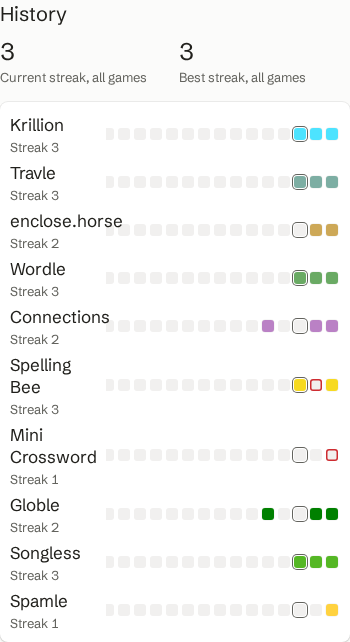 History
3
3
Current streak, all games
Best streak, all games
Krillion
Streak 3
Travle
Streak 3
enclose.horse
Streak 2
Wordle
Streak 3
Connections
Streak 2
Spelling
Bee
Streak 3
Mini
Crossword
Streak 1
Globle
Streak 2
Songless
Streak 3
Spamle
Streak 1